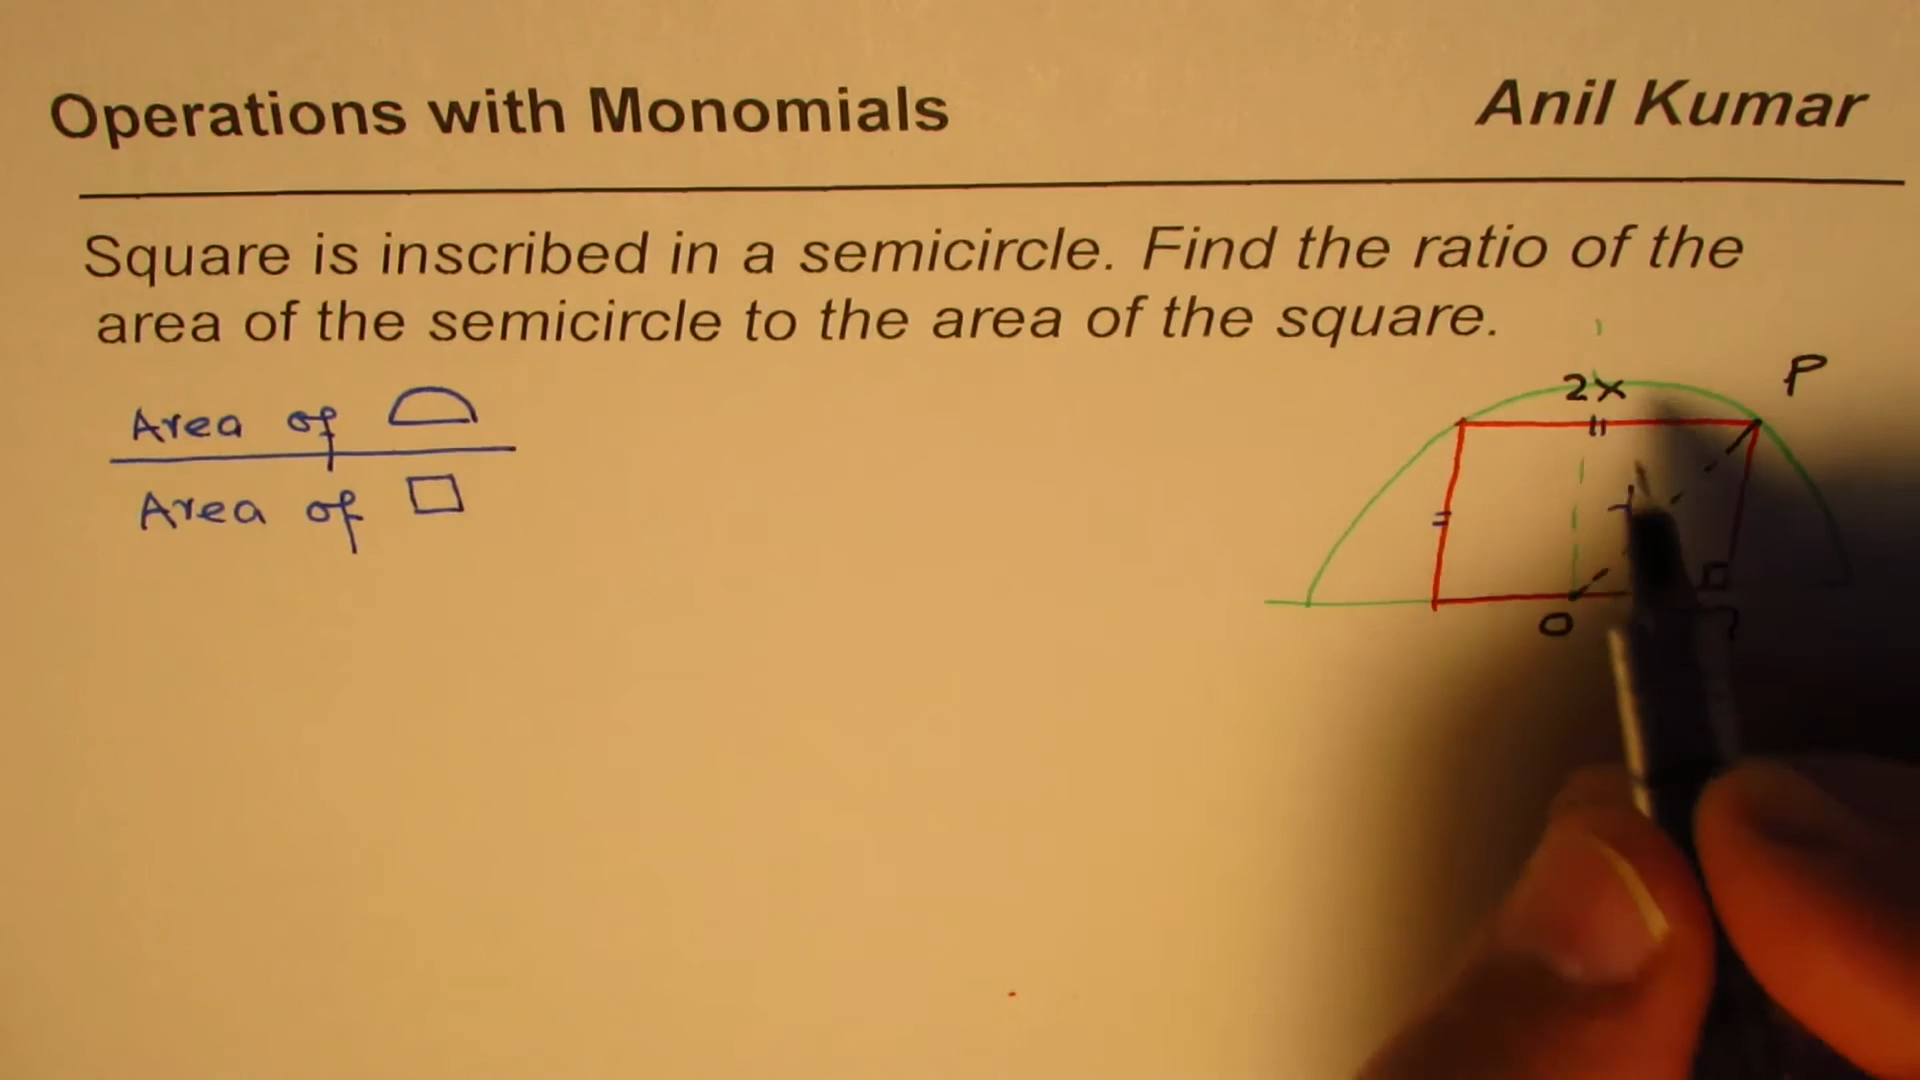 Operations with Monomials
Anil Kumar
Square is inscribed in a semicircle. Find the ratio of the
area of the semicircle to the area of the square.
Area of
Area of
2x
P
O